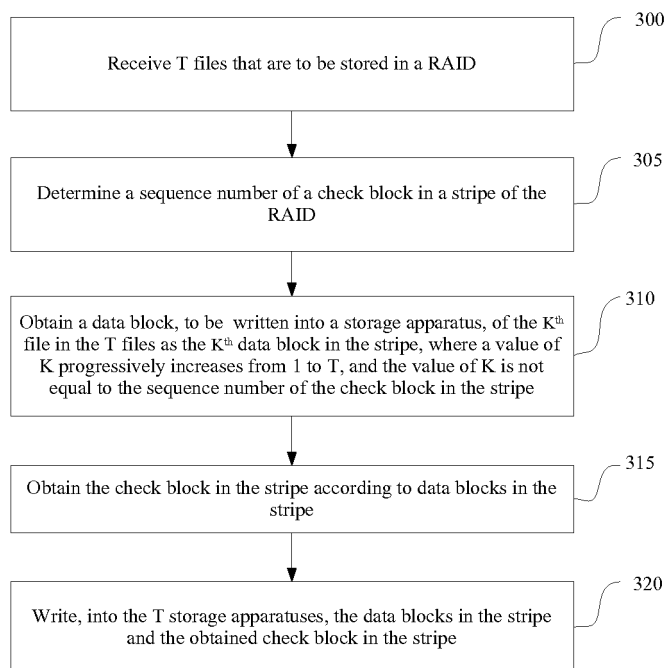 300
Receive T files that are to be stored in a RAID
305
Determine a sequence number of a check block in a stripe of the
RAID
310
Obtain a data block, to be written into a storage apparatus, of the Kth
file in the T files as the Kth data block in the stripe, where a value of
K progressively increases from 1 to T, and the value of K is not
equal to the sequence number of the check block in the stripe
315
Obtain the check block in the stripe according to data blocks in the
stripe
320
Write, into the T storage apparatuses, the data blocks in the stripe
and the obtained check block in the stripe